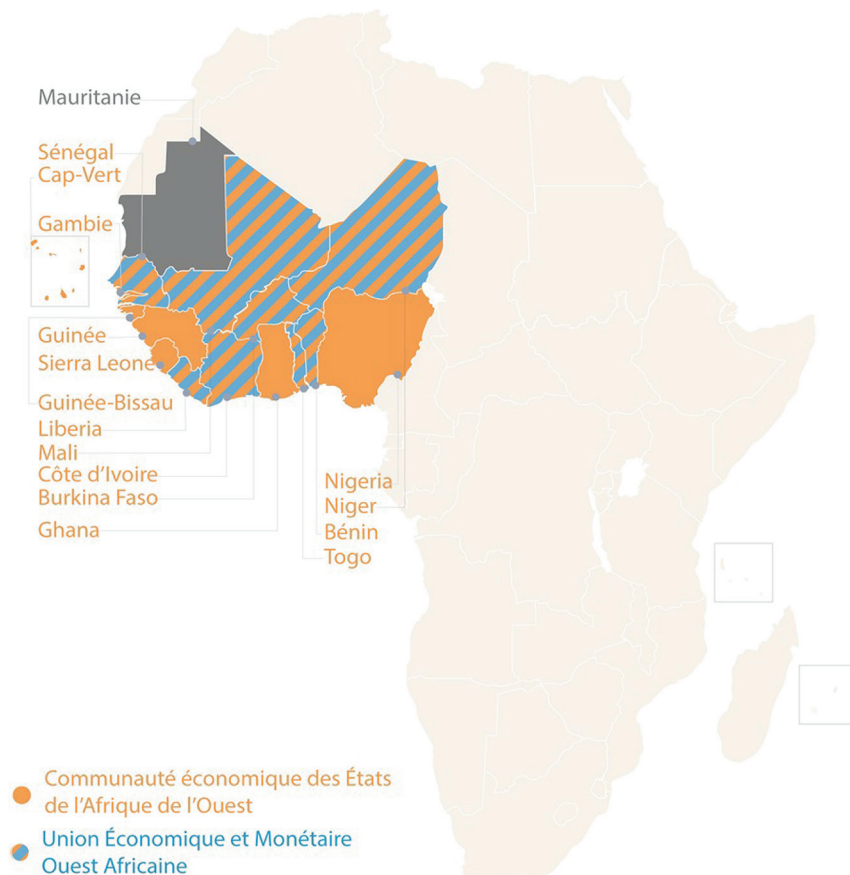 Mauritanie
Sénégal
Cap-Vert
Gambie
Guinée
Sierra Leone
Guinée-Bissau
Liberia
Mali
Côte d'Ivoire
Burkina Faso
Ghana
Nigeria
Niger
Bénin
Togo
Communauté économique des États
de l'Afrique de l'Ouest
Union Économique et Monétaire
Ouest Africaine